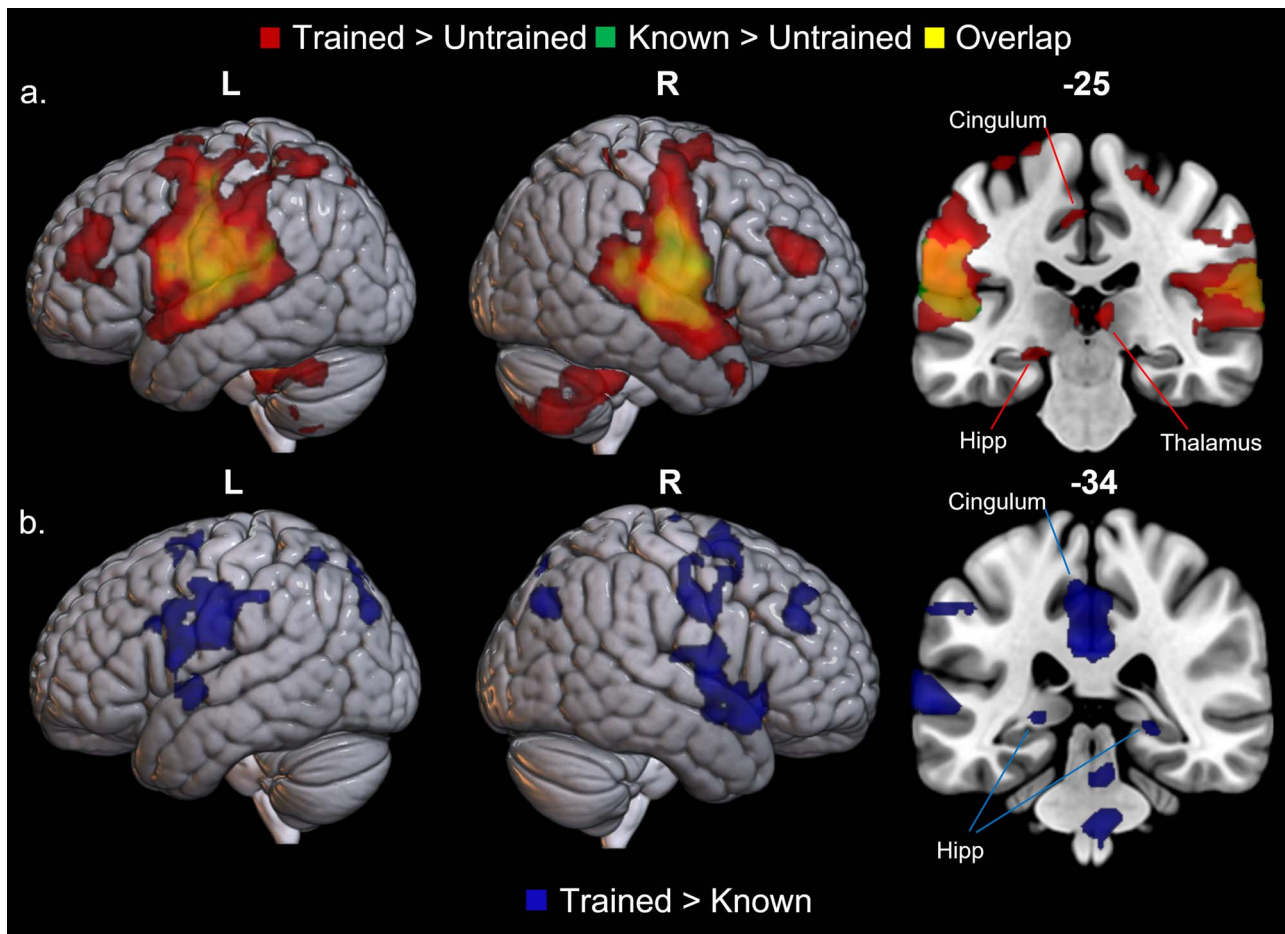 Trained > Untrained Known > Untrained Overlap
a.
L
R
-25
Cingulum
Hipp
Thalamus
b.
L
R
-34
Cingulum
Hipp
Trained > Known